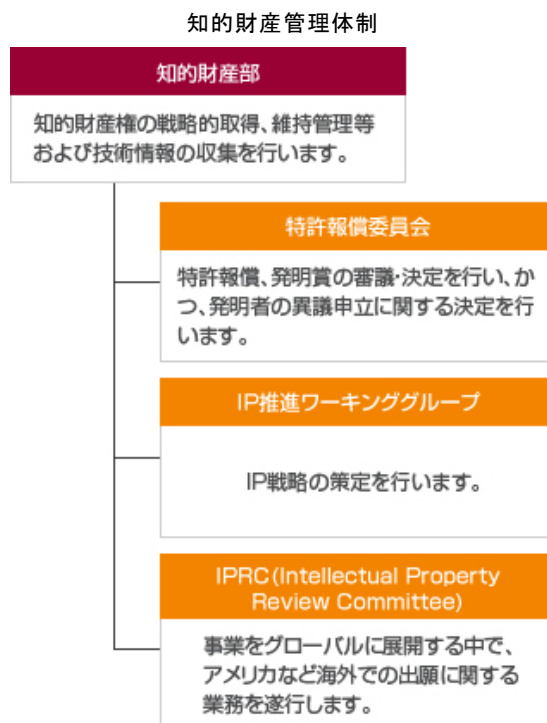 知的財産管理体制
知的財産部
知的財産権の戦略的取得、維持管理等
および技術情報の収集を行います。
特許報償委員会
特許報償、発明賞の審議・決定を行い、か
つ、発明者の異議申立に関する決定を行
います。
IP推進ワーキンググループ
IP戦略の策定を行います。
IPRC(Intellectual Property
Review Committee)
事業をグローバルに展開する中で、
アメリカなど海外での出願に関する
業務を遂行します。